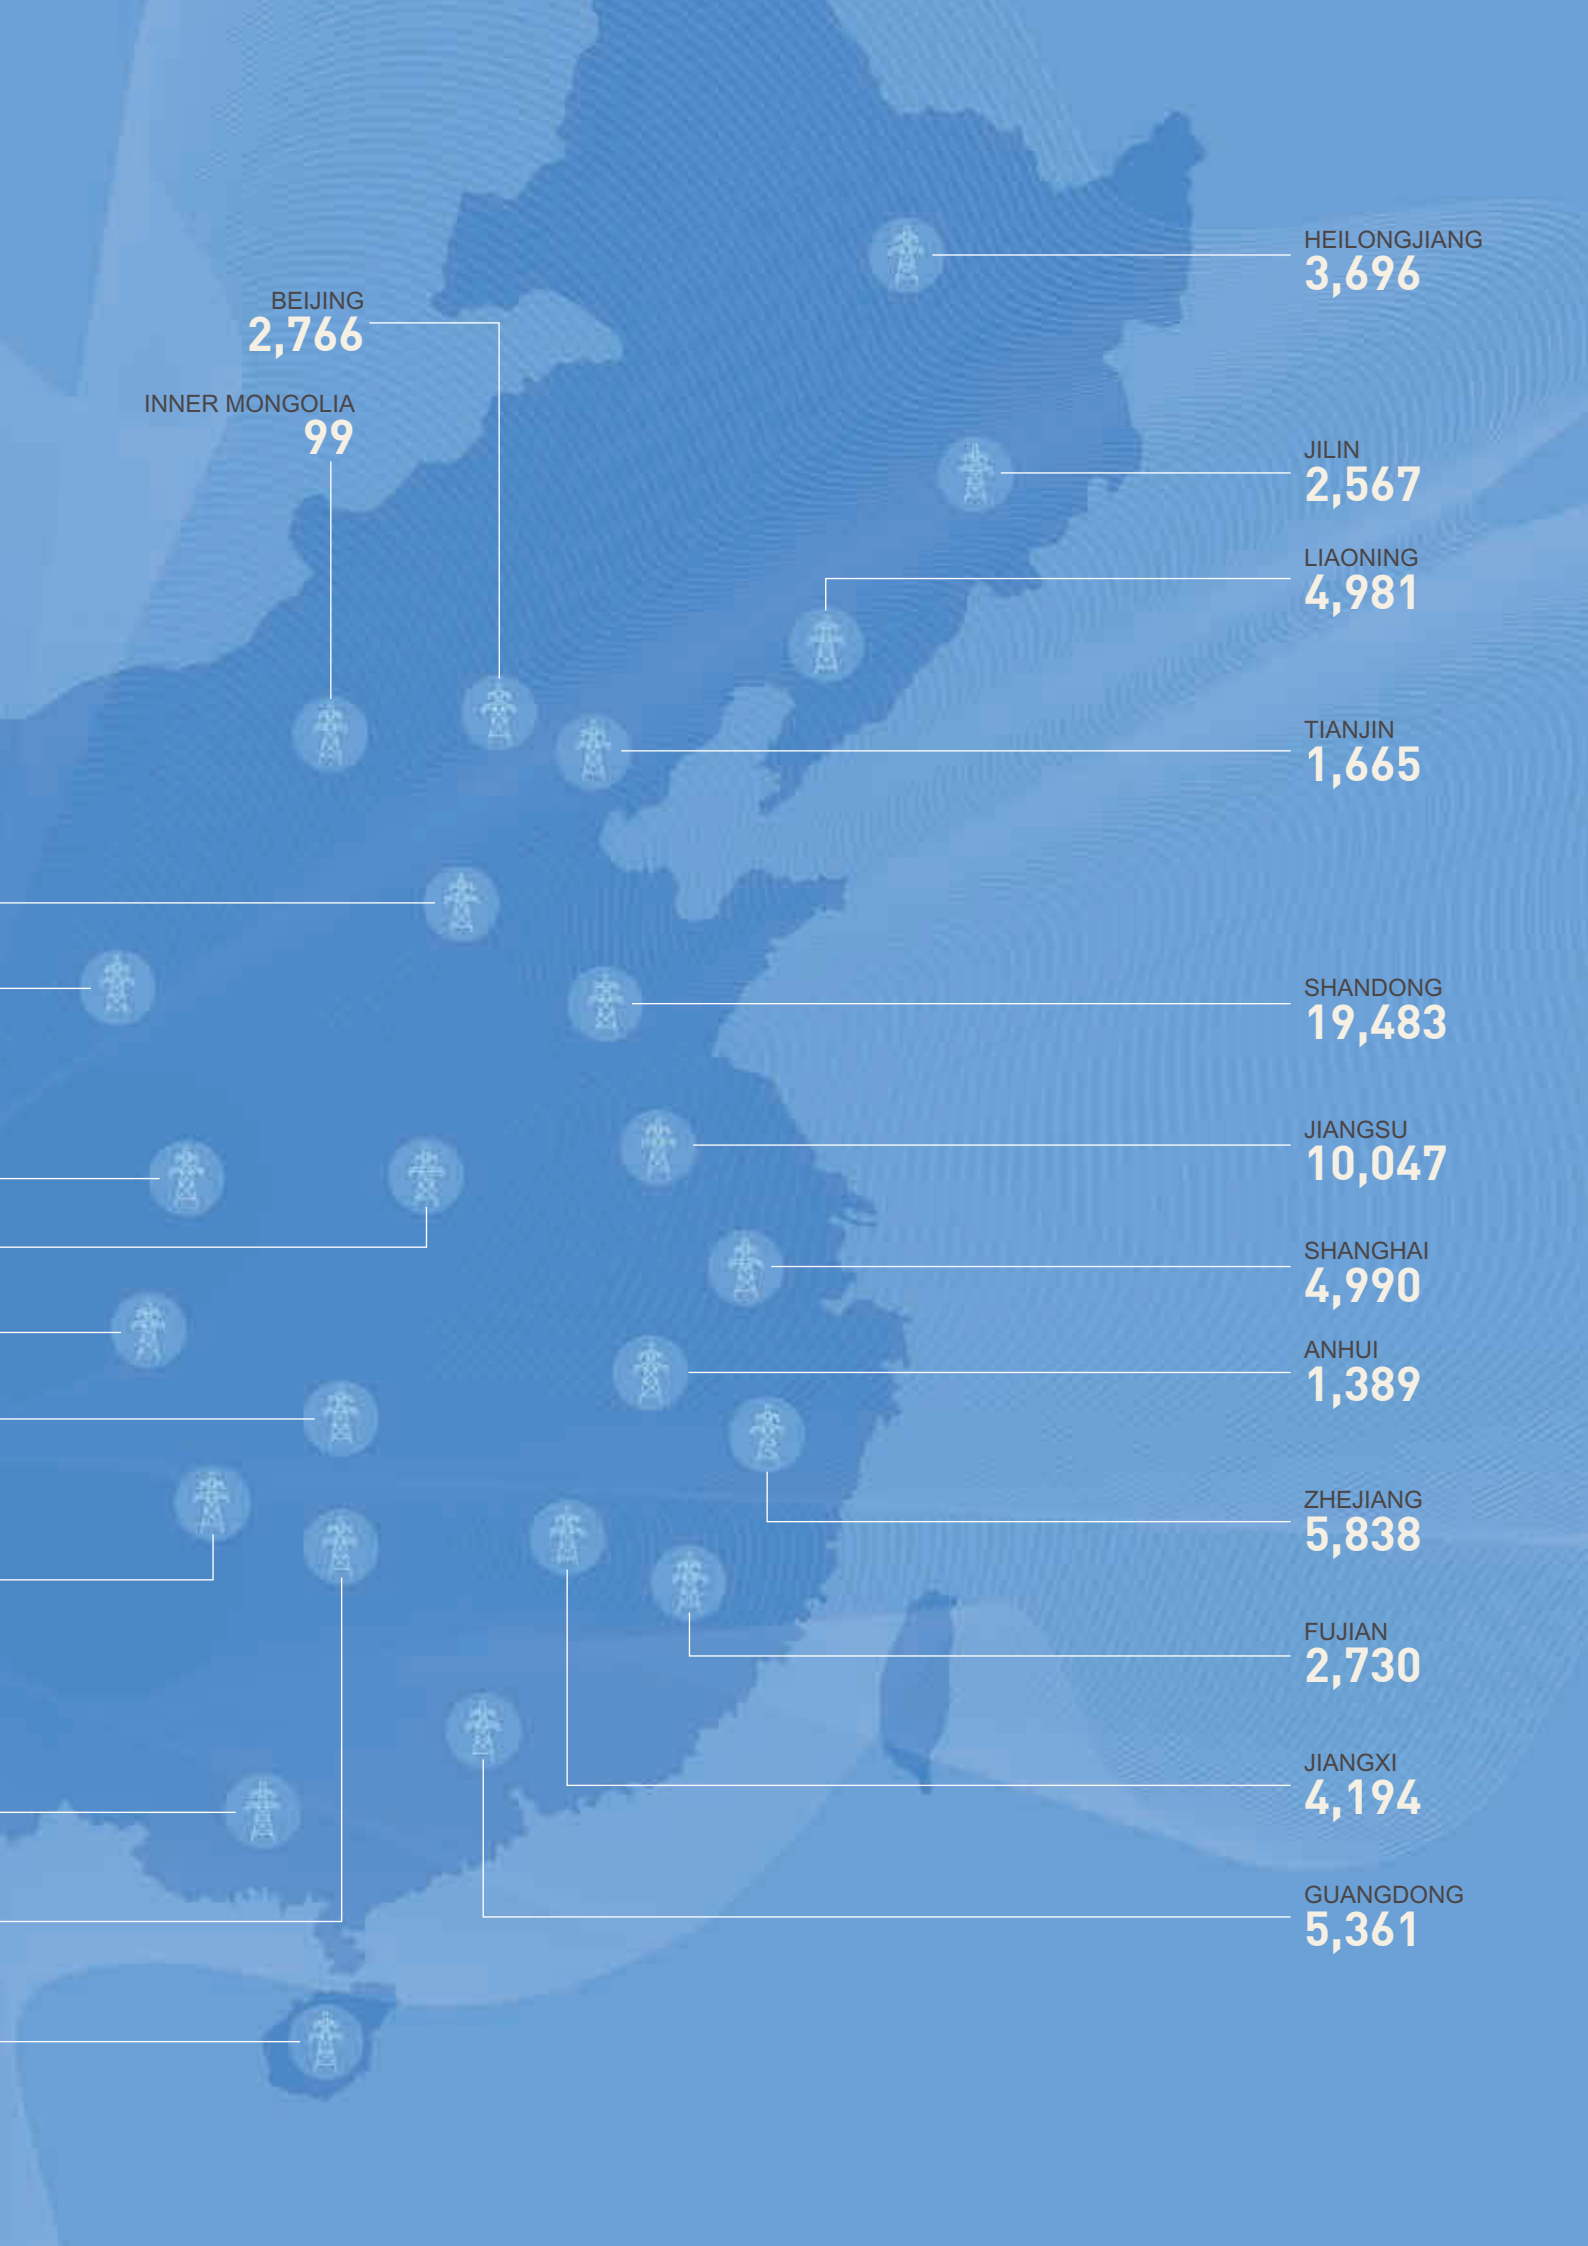 BEIJING
2,766
INNER MONGOLIA
99
HEILONGJIANG
3,696
JILIN
2,567
LIAONING
4,981
TIANJIN
1,665
SHANDONG
19,483
JIANGSU
10,047
SHANGHAI
4,990
ANHUI
1,389
ZHEJIANG
5,838
FUJIAN
2,730
JIANGXI
4,194
GUANGDONG
5,361